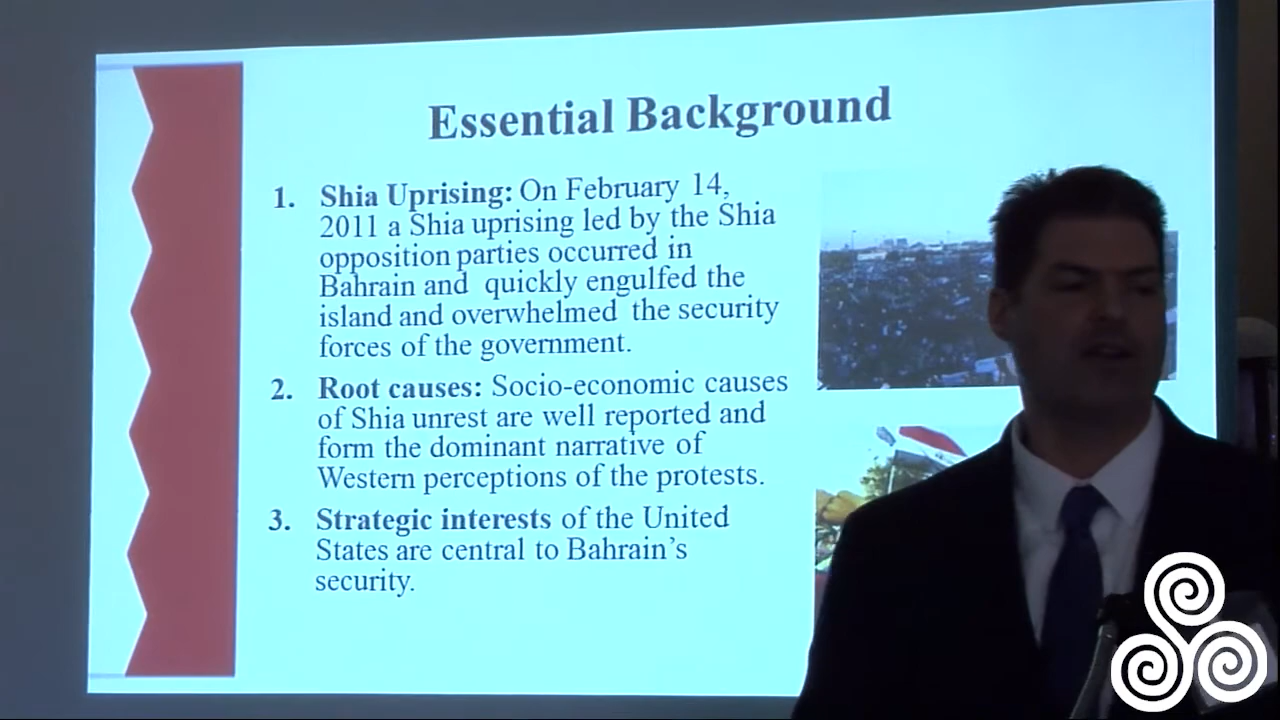 Essential Background
1. Shia Uprising: On February 14,
2011 a Shia uprising led by the Shia
opposition parties occurred in
Bahrain and quickly engulfed the
island and overwhelmed the security
forces of the government.
2. Root causes: Socio-economic causes
of Shia unrest are well reported and
form the dominant narrative of
Western perceptions of the protests.
3. Strategic interests of the United
States are central to Bahrain’s
security.